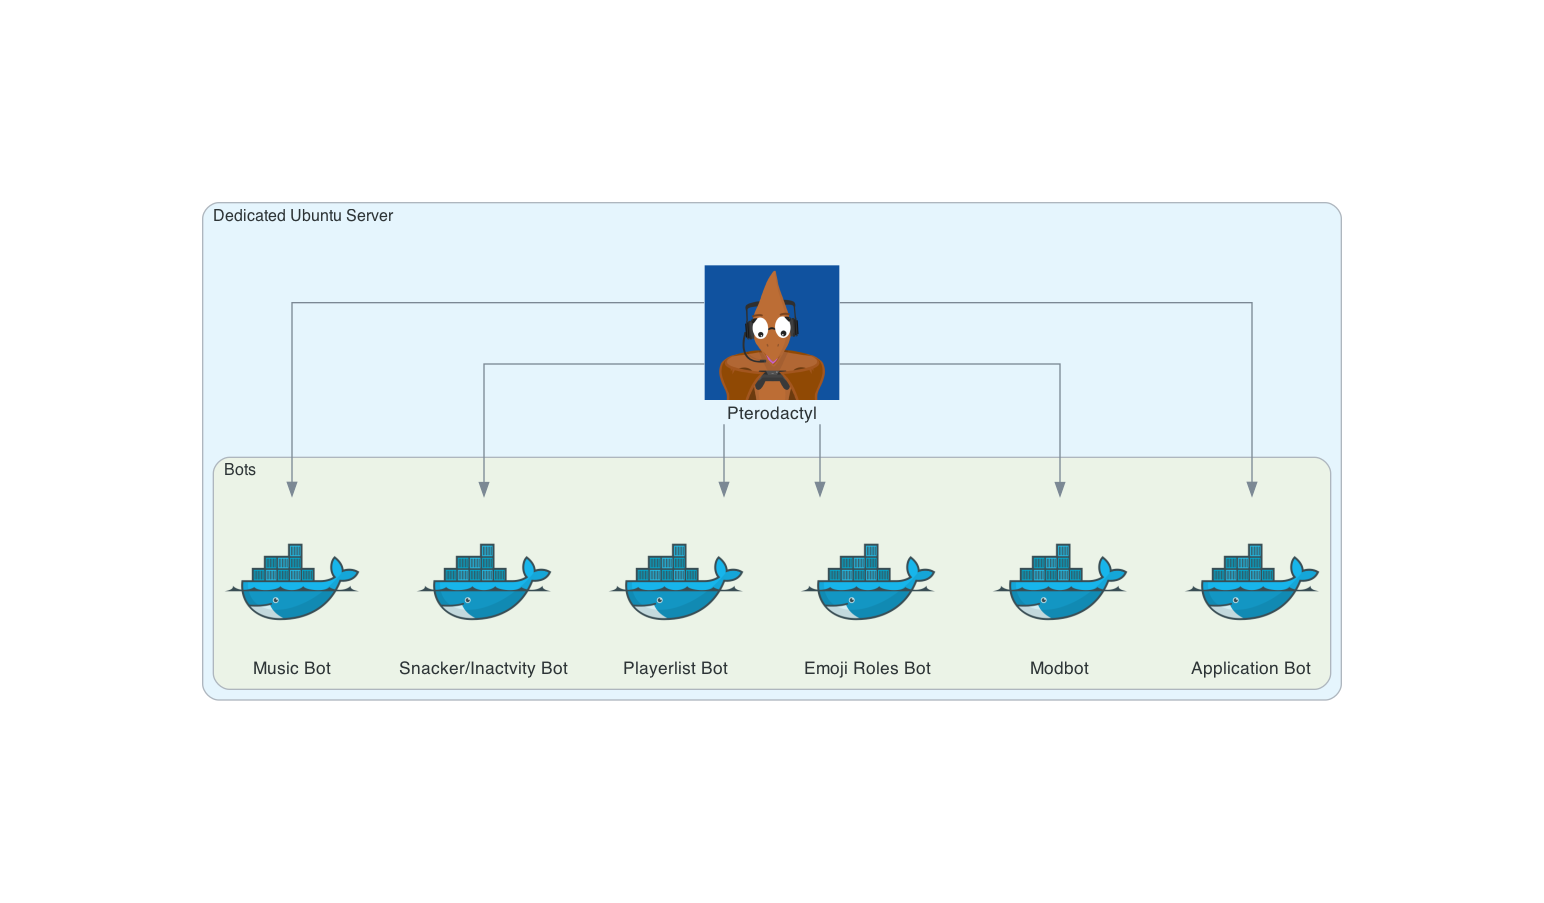 Dedicated Ubuntu Server
Pterodactyl
Bots
Music Bot
Snacker/Inactvity Bot
Playerlist Bot
Emoji Roles Bot
Modbot
Application Bot